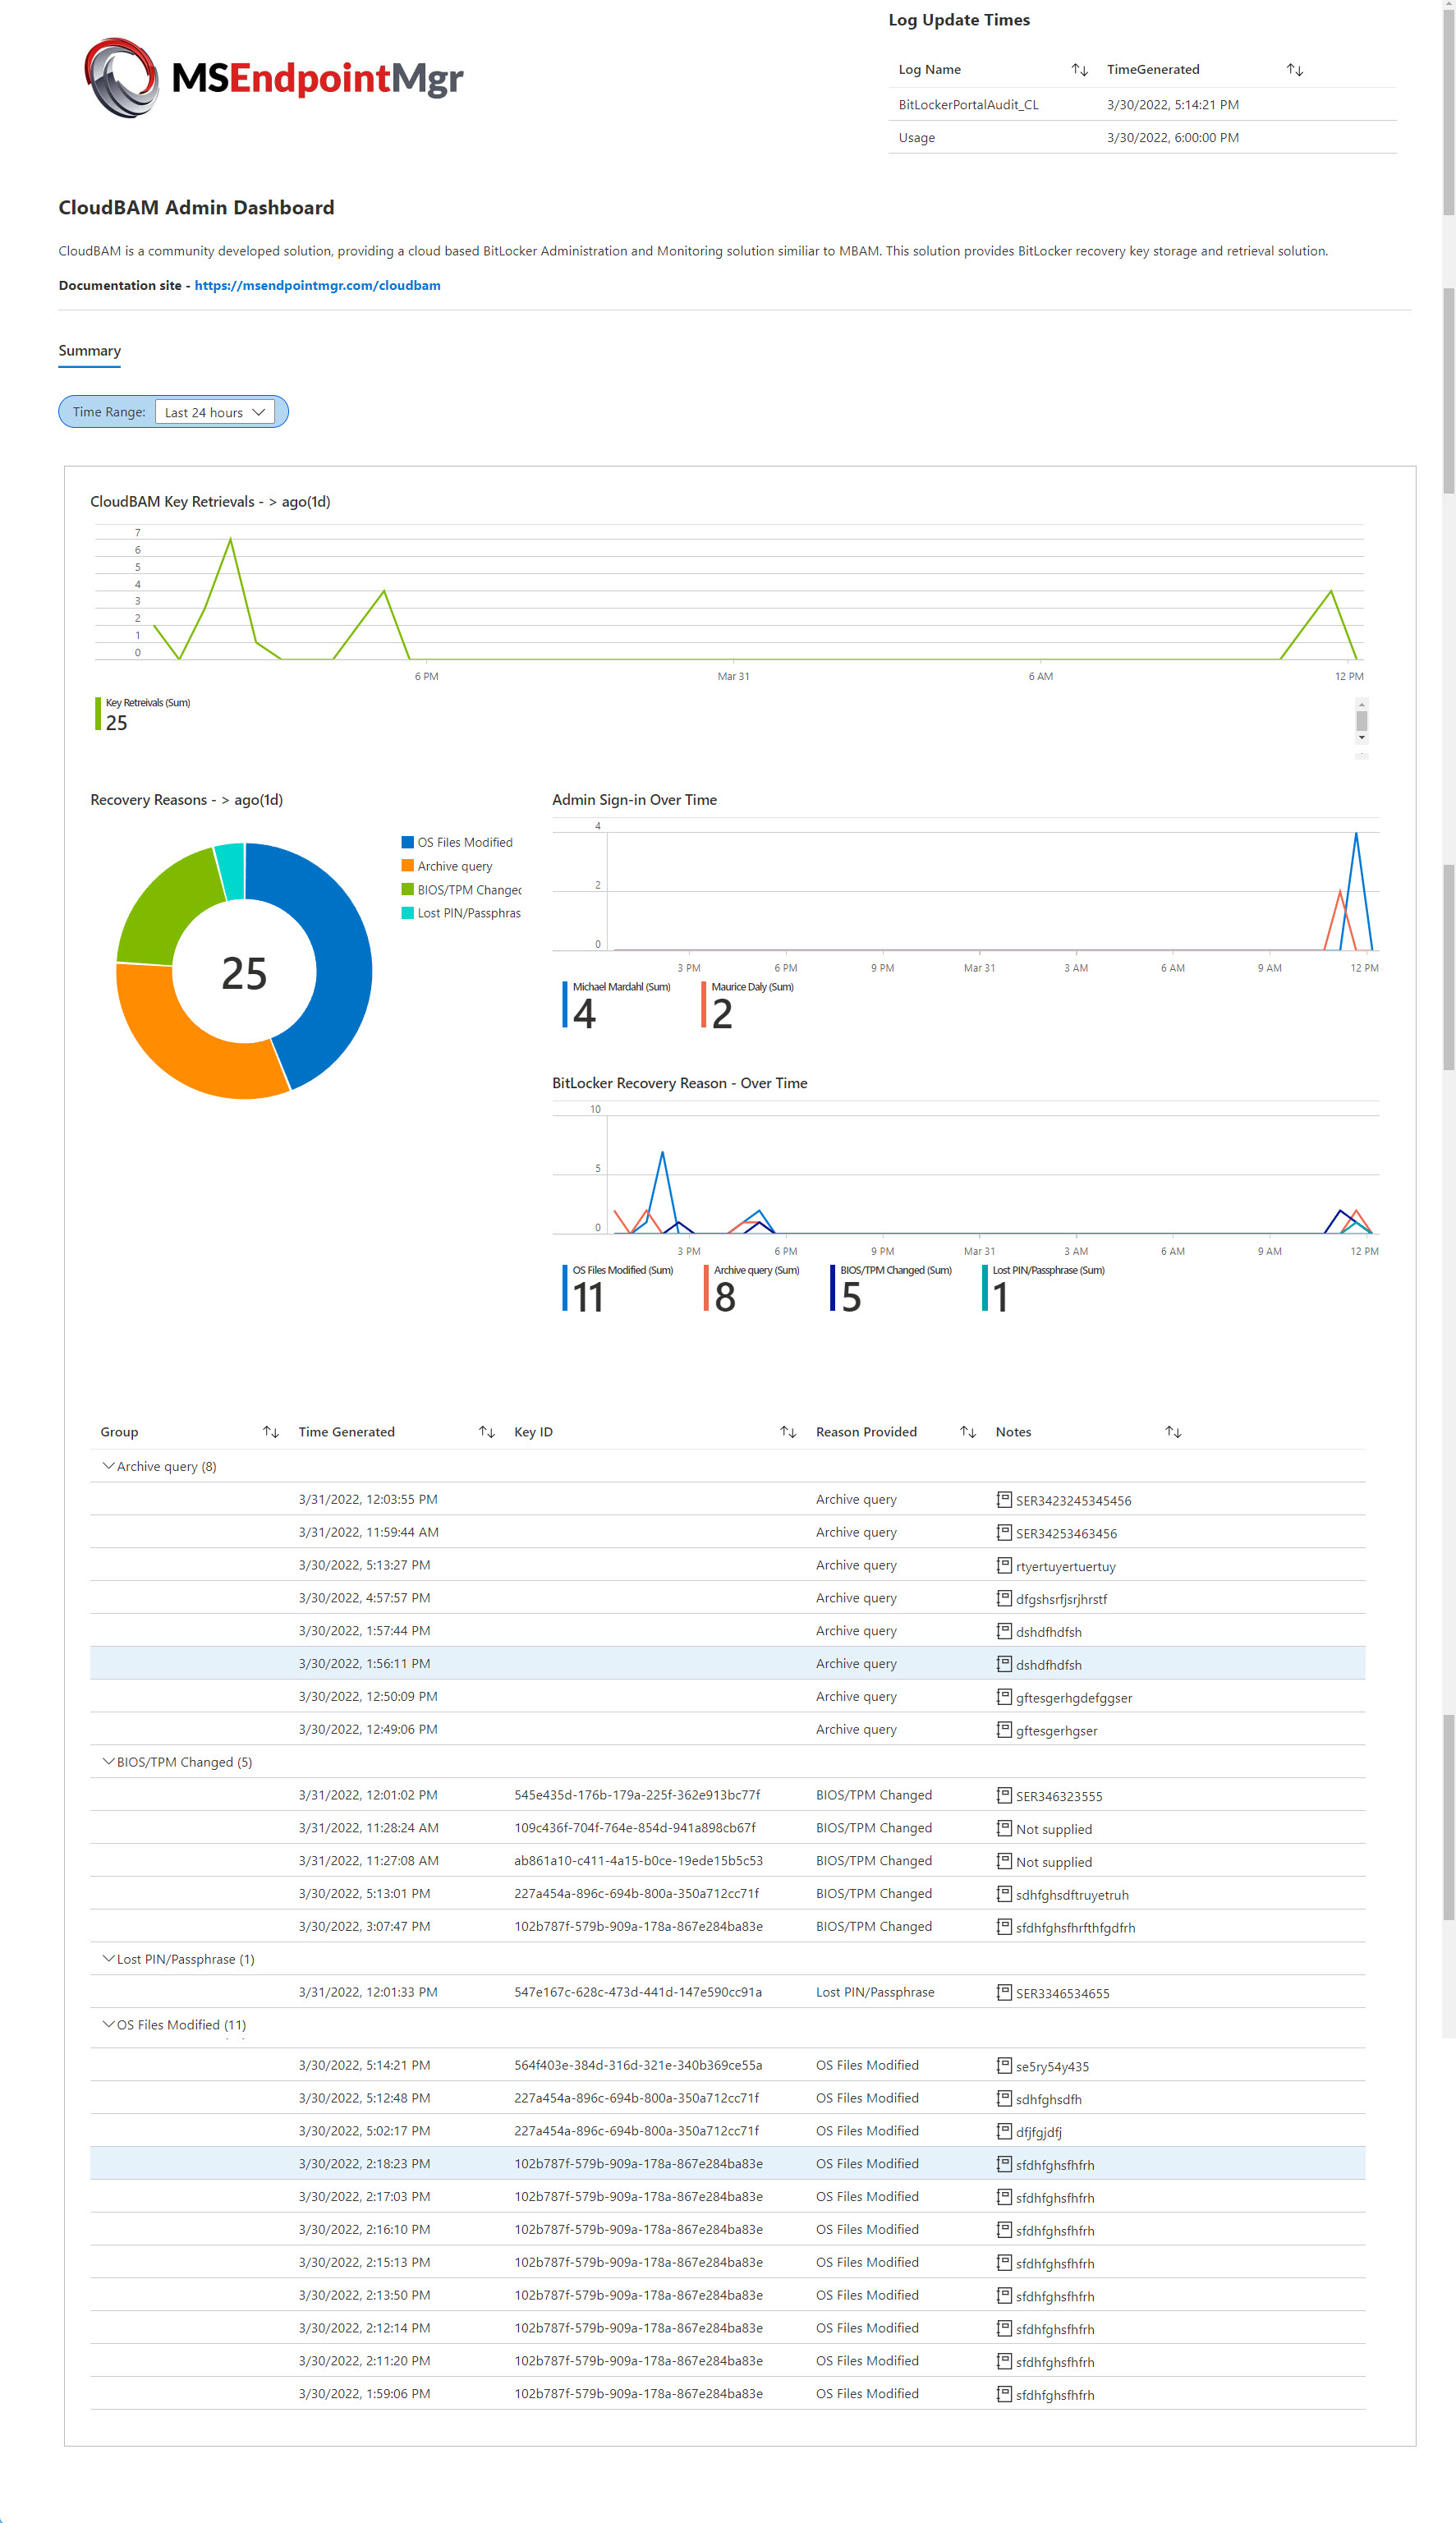 MSEndpointMgr
Log Update Times
Log Name TimeGenerated
BitLockerPortalAudit_CL 3/30/2022, 5:14:21 PM
Usage 3/30/2022, 6:00:00 PM
CloudBAM Admin Dashboard
CloudBAM is a community developed solution, providing a cloud based BitLocker Administration and Monitoring solution similiar to MBAM. This solution provides BitLocker recovery key storage and retrieval solution.
Documentation site - https://msendpointmgr.com/cloudbam
Summary
Time Range: Last 24 hours
CloudBAM Key Retrievals - > ago(1d)
7
6
5
4
3
2
1
0
6 PM Mar 31 6 AM 12 PM
Key Retreivals (Sum)
25
Recovery Reasons - > ago(1d)
OS Files Modified
Archive query
BIOS/TPM Changec
Lost PIN/Passphras
25
Admin Sign-in Over Time
4
2
0
3 PM 6 PM 9 PM Mar 31 3 AM 6 AM 9 AM 12 PM
Michael Mardahl (Sum) Maurice Daly (Sum)
4 2
BitLocker Recovery Reason - Over Time
10
5
0
3 PM 6 PM 9 PM Mar 31 3 AM 6 AM 9 AM 12 PM
OS Files Modified (Sum) Archive query (Sum) BIOS/TPM Changed (Sum) Lost PIN/Passphrase (Sum)
11 8 5 1
Group Time Generated Key ID Reason Provided Notes
Archive query (8)
3/31/2022, 12:03:55 PM Archive query SER3423245345456
3/31/2022, 11:59:44 AM Archive query SER34253463456
3/30/2022, 5:13:27 PM Archive query rtyertuyertuertuy
3/30/2022, 4:57:57 PM Archive query dfgshsrfjsrjhrstf
3/30/2022, 1:57:44 PM Archive query dshdfhdfsh
3/30/2022, 1:56:11 PM Archive query dshdfhdfsh
3/30/2022, 12:50:09 PM Archive query gftesgerhgdefggser
3/30/2022, 12:49:06 PM Archive query gftesgerhgser
BIOS/TPM Changed (5)
3/31/2022, 12:01:02 PM 545e435d-176b-179a-225f-362e913bc77f BIOS/TPM Changed SER346323555
3/31/2022, 11:28:24 AM 109c436f-704f-764e-854d-941a898cb67f BIOS/TPM Changed Not supplied
3/31/2022, 11:27:08 AM ab861a10-c411-4a15-b0ce-19ede15b5c53 BIOS/TPM Changed Not supplied
3/30/2022, 5:13:01 PM 227a454a-896c-694b-800a-350a712cc71f BIOS/TPM Changed sdhfghsdftruyetruh
3/30/2022, 3:07:47 PM 102b787f-579b-909a-178a-867e284ba83e BIOS/TPM Changed sfdhfghsfhrfthfgdfrh
Lost PIN/Passphrase (1)
3/31/2022, 12:01:33 PM 547e167c-628c-473d-441d-147e590cc91a Lost PIN/Passphrase SER3346534655
OS Files Modified (11)
3/30/2022, 5:14:21 PM 564f403e-384d-316d-321e-340b369ce55a OS Files Modified se5ry54y435
3/30/2022, 5:12:48 PM 227a454a-896c-694b-800a-350a712cc71f OS Files Modified sdhfghsdfh
3/30/2022, 5:02:17 PM 227a454a-896c-694b-800a-350a712cc71f OS Files Modified dfjfgjdfj
3/30/2022, 2:18:23 PM 102b787f-579b-909a-178a-867e284ba83e OS Files Modified sfdhfghsfhfrh
3/30/2022, 2:17:03 PM 102b787f-579b-909a-178a-867e284ba83e OS Files Modified sfdhfghsfhfrh
3/30/2022, 2:16:10 PM 102b787f-579b-909a-178a-867e284ba83e OS Files Modified sfdhfghsfhfrh
3/30/2022, 2:15:13 PM 102b787f-579b-909a-178a-867e284ba83e OS Files Modified sfdhfghsfhfrh
3/30/2022, 2:13:50 PM 102b787f-579b-909a-178a-867e284ba83e OS Files Modified sfdhfghsfhfrh
3/30/2022, 2:12:14 PM 102b787f-579b-909a-178a-867e284ba83e OS Files Modified sfdhfghsfhfrh
3/30/2022, 2:11:20 PM 102b787f-579b-909a-178a-867e284ba83e OS Files Modified sfdhfghsfhfrh
3/30/2022, 1:59:06 PM 102b787f-579b-909a-178a-867e284ba83e OS Files Modified sfdhfghsfhfrh